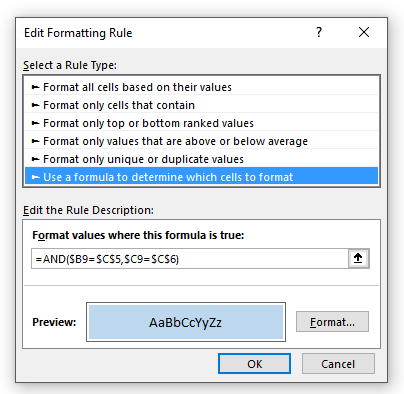 Edit Formatting Rule ? ×
Select a Rule Type:
► Format all cells based on their values
► Format only cells that contain
► Format only top or bottom ranked values
► Format only values that are above or below average
► Format only unique or duplicate values
► Use a formula to determine which cells to format
Edit the Rule Description:
Format values where this formula is true:
=AND($B9=$C$5,$C9=$C$6)
Preview: AaBbCcYyZz Format...
OK Cancel